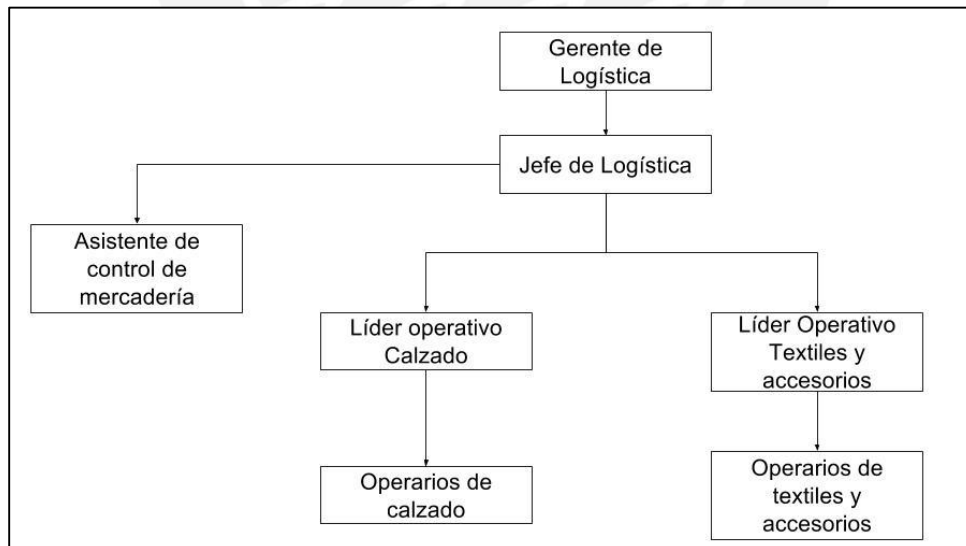 Gerente de
Logística
Jefe de Logística
Asistente de
control de
mercadería
Líder operativo
Calzado
Líder Operativo
Textiles y
accesorios
Operarios de
calzado
Operarios de
textiles y
accesorios